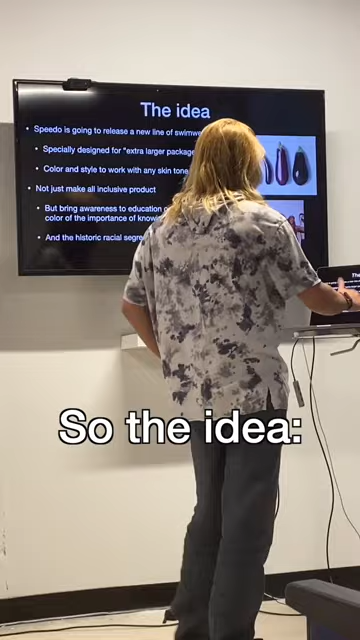 The idea
• Speedo is going to release a new line of swimw
• Specially designed for "extra larger package
• Color and style to work with any skin tone
• Not just make all inclusive product
• But bring awareness to education
color of the importance of knowi
• And the historic racial segre
So the idea: